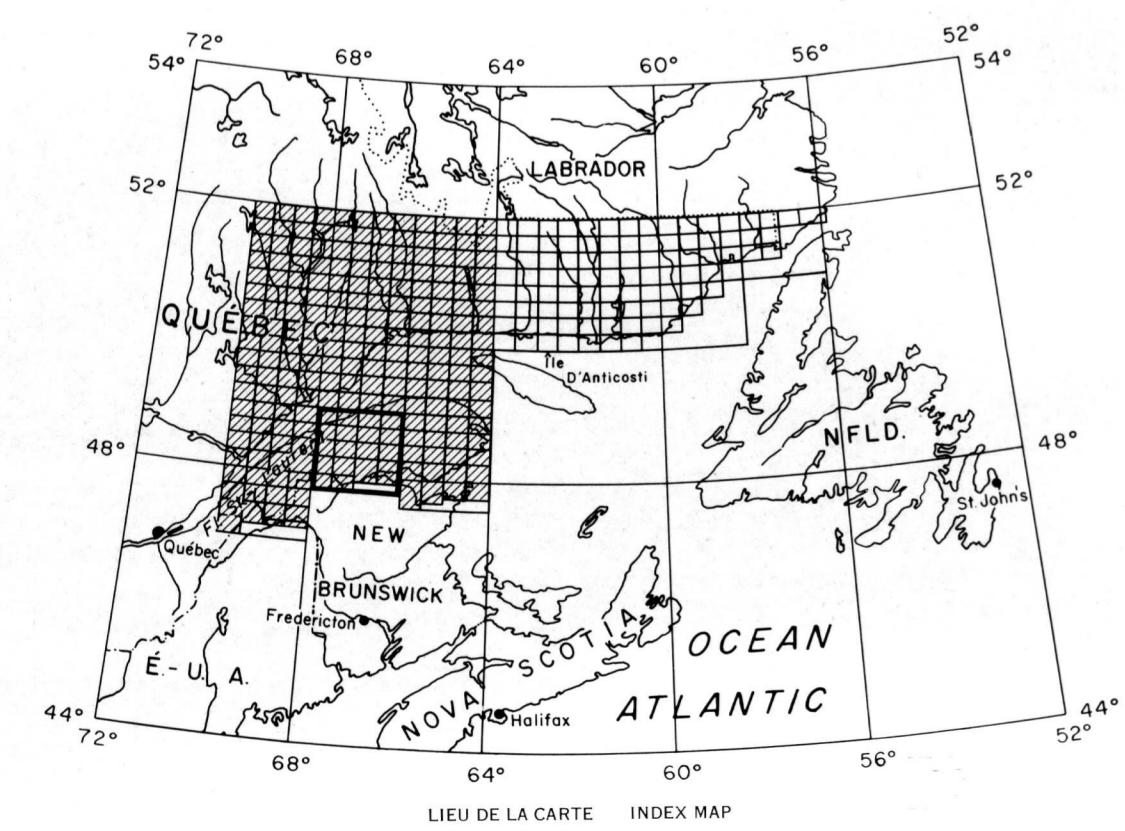 72°
54°
68°
64°
60°
56°
52°
54°
52°
LABRADOR
52°
QUÉBEC
Île
D'Anticosti
48°
NFLD.
48°
St. John's
Québec
NEW
BRUNSWICK
Fredericton
É.-U. A.
NOVA SCOTIA
Halifax
OCEAN
ATLANTIC
44°
72°
68°
64°
60°
56°
44°
52°
LIEU DE LA CARTE INDEX MAP